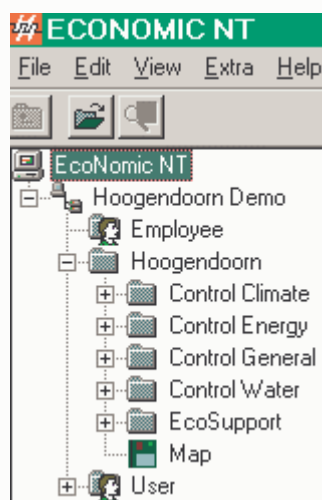 ECONOMIC NT
File Edit View Extra Help
EcoNomic NT
Hoogendoorn Demo
Employee
Hoogendoorn
Control Climate
Control Energy
Control General
Control Water
EcoSupport
Map
User